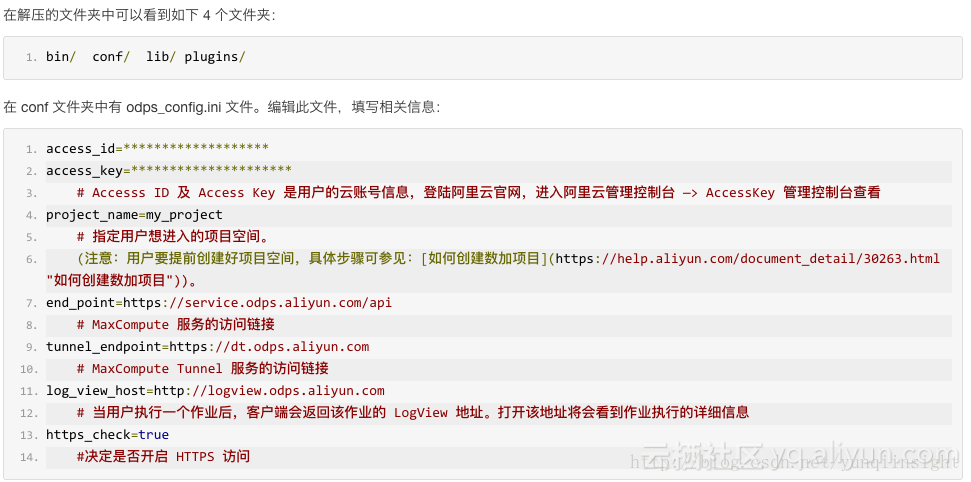 在解压的文件夹中可以看到如下 4 个文件夹：
1. bin/  conf/  lib/ plugins/
在 conf 文件夹中有 odps_config.ini 文件。编辑此文件，填写相关信息：
1. access_id=*******************
2. access_key=*********************
3. # Accesss ID 及 Access Key 是用户的云账号信息，登陆阿里云官网，进入阿里云管理控制台 —> AccessKey 管理控制台查看
4. project_name=my_project
5. # 指定用户想进入的项目空间。
6. (注意：用户要提前创建好项目空间，具体步骤可参见：[如何创建数加项目](https://help.aliyun.com/document_detail/30263.html
"如何创建数加项目"))。
7. end_point=https://service.odps.aliyun.com/api
8. # MaxCompute 服务的访问链接
9. tunnel_endpoint=https://dt.odps.aliyun.com
10. # MaxCompute Tunnel 服务的访问链接
11. log_view_host=http://logview.odps.aliyun.com
12. # 当用户执行一个作业后，客户端会返回该作业的 LogView 地址。打开该地址将会看到作业执行的详细信息
13. https_check=true
14. #决定是否开启 HTTPS 访问
云栖社区 yq.aliyun.com
http://blog.csdn.net/yunqiinsight